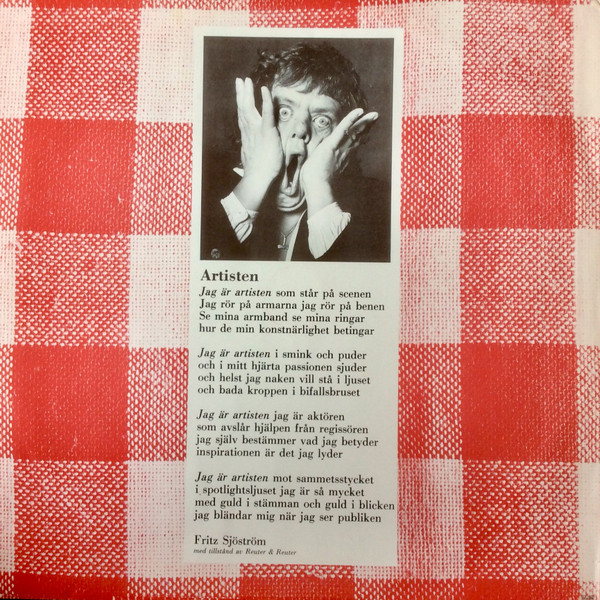 Artisten
Jag är artisten som står på scenen
Jag rör på armarna jag rör på benen
Se mina armband se mina ringar
hur de min konstnärlighet betingar
Jag är artisten i smink och puder
och i mitt hjärta passionen sjuder
och helst jag naken vill stå i ljuset
och bada kroppen i bifallsbruset
Jag är artisten jag är aktören
som avslår hjälpen från regissören
jag själv bestämmer vad jag betyder
inspirationen är det jag lyder
Jag är artisten mot sammetsstycket
i spotlightsljuset jag är så mycket
med guld i stämman och guld i blicken
jag bländar mig när jag ser publiken
Fritz Sjöström
med tillstånd av Reuter & Reuter